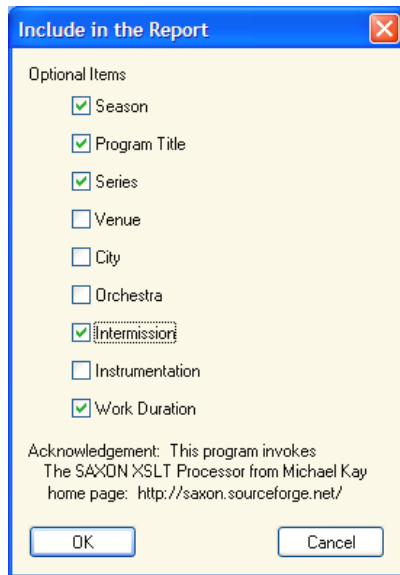 Include in the Report
Optional Items
Season
Program Title
Series
Venue
City
Orchestra
Intermission
Instrumentation
Work Duration
Acknowledgement: This program invokes
The SAXON XSLT Processor from Michael Kay
home page: http://saxon.sourceforge.net/
OK
Cancel